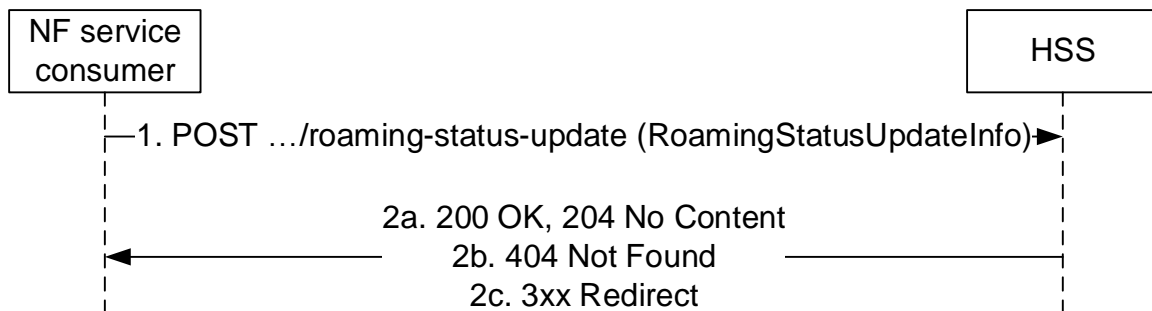 NF service
consumer
HSS
1. POST …/roaming-status-update (RoamingStatusUpdateInfo)
2a. 200 OK, 204 No Content
2b. 404 Not Found
2c. 3xx Redirect